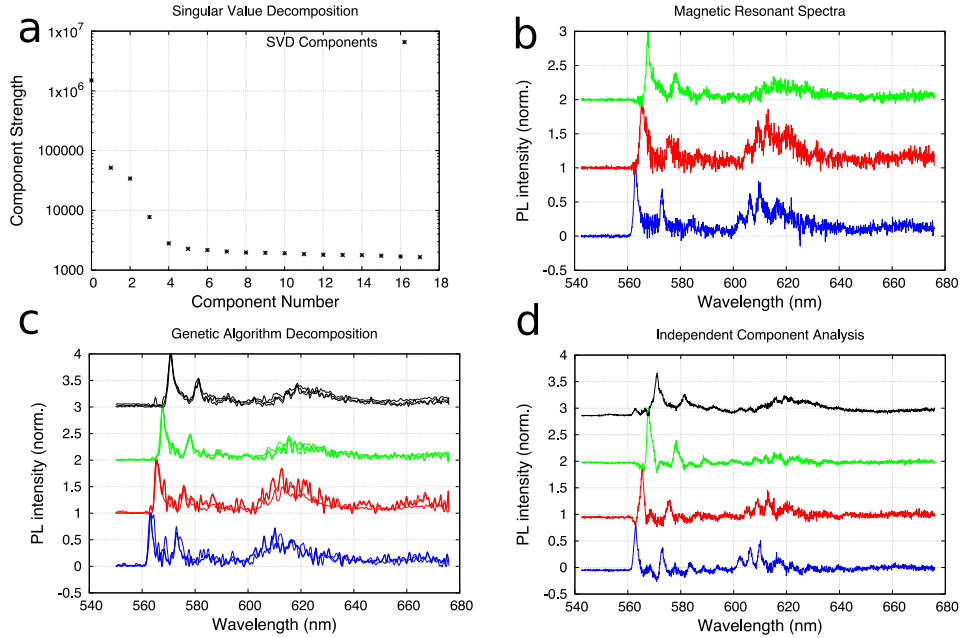 a
Singular Value Decomposition
SVD Components
Component Strength
1x10^7
1x10^6
100000
10000
1000
0 2 4 6 8 10 12 14 16 18
Component Number
b
Magnetic Resonant Spectra
PL intensity (norm.)
3
2
1.5
1
0.5
0
-0.5
540 560 580 600 620 640 660 680
Wavelength (nm)
c
Genetic Algorithm Decomposition
PL intensity (norm.)
4
3.5
3
2.5
2
1.5
1
0.5
0
-0.5
540 560 580 600 620 640 660 680
Wavelength (nm)
d
Independent Component Analysis
PL intensity (norm.)
4
3.5
3
2.5
2
1.5
1
0.5
0
-0.5
540 560 580 600 620 640 660 680
Wavelength (nm)